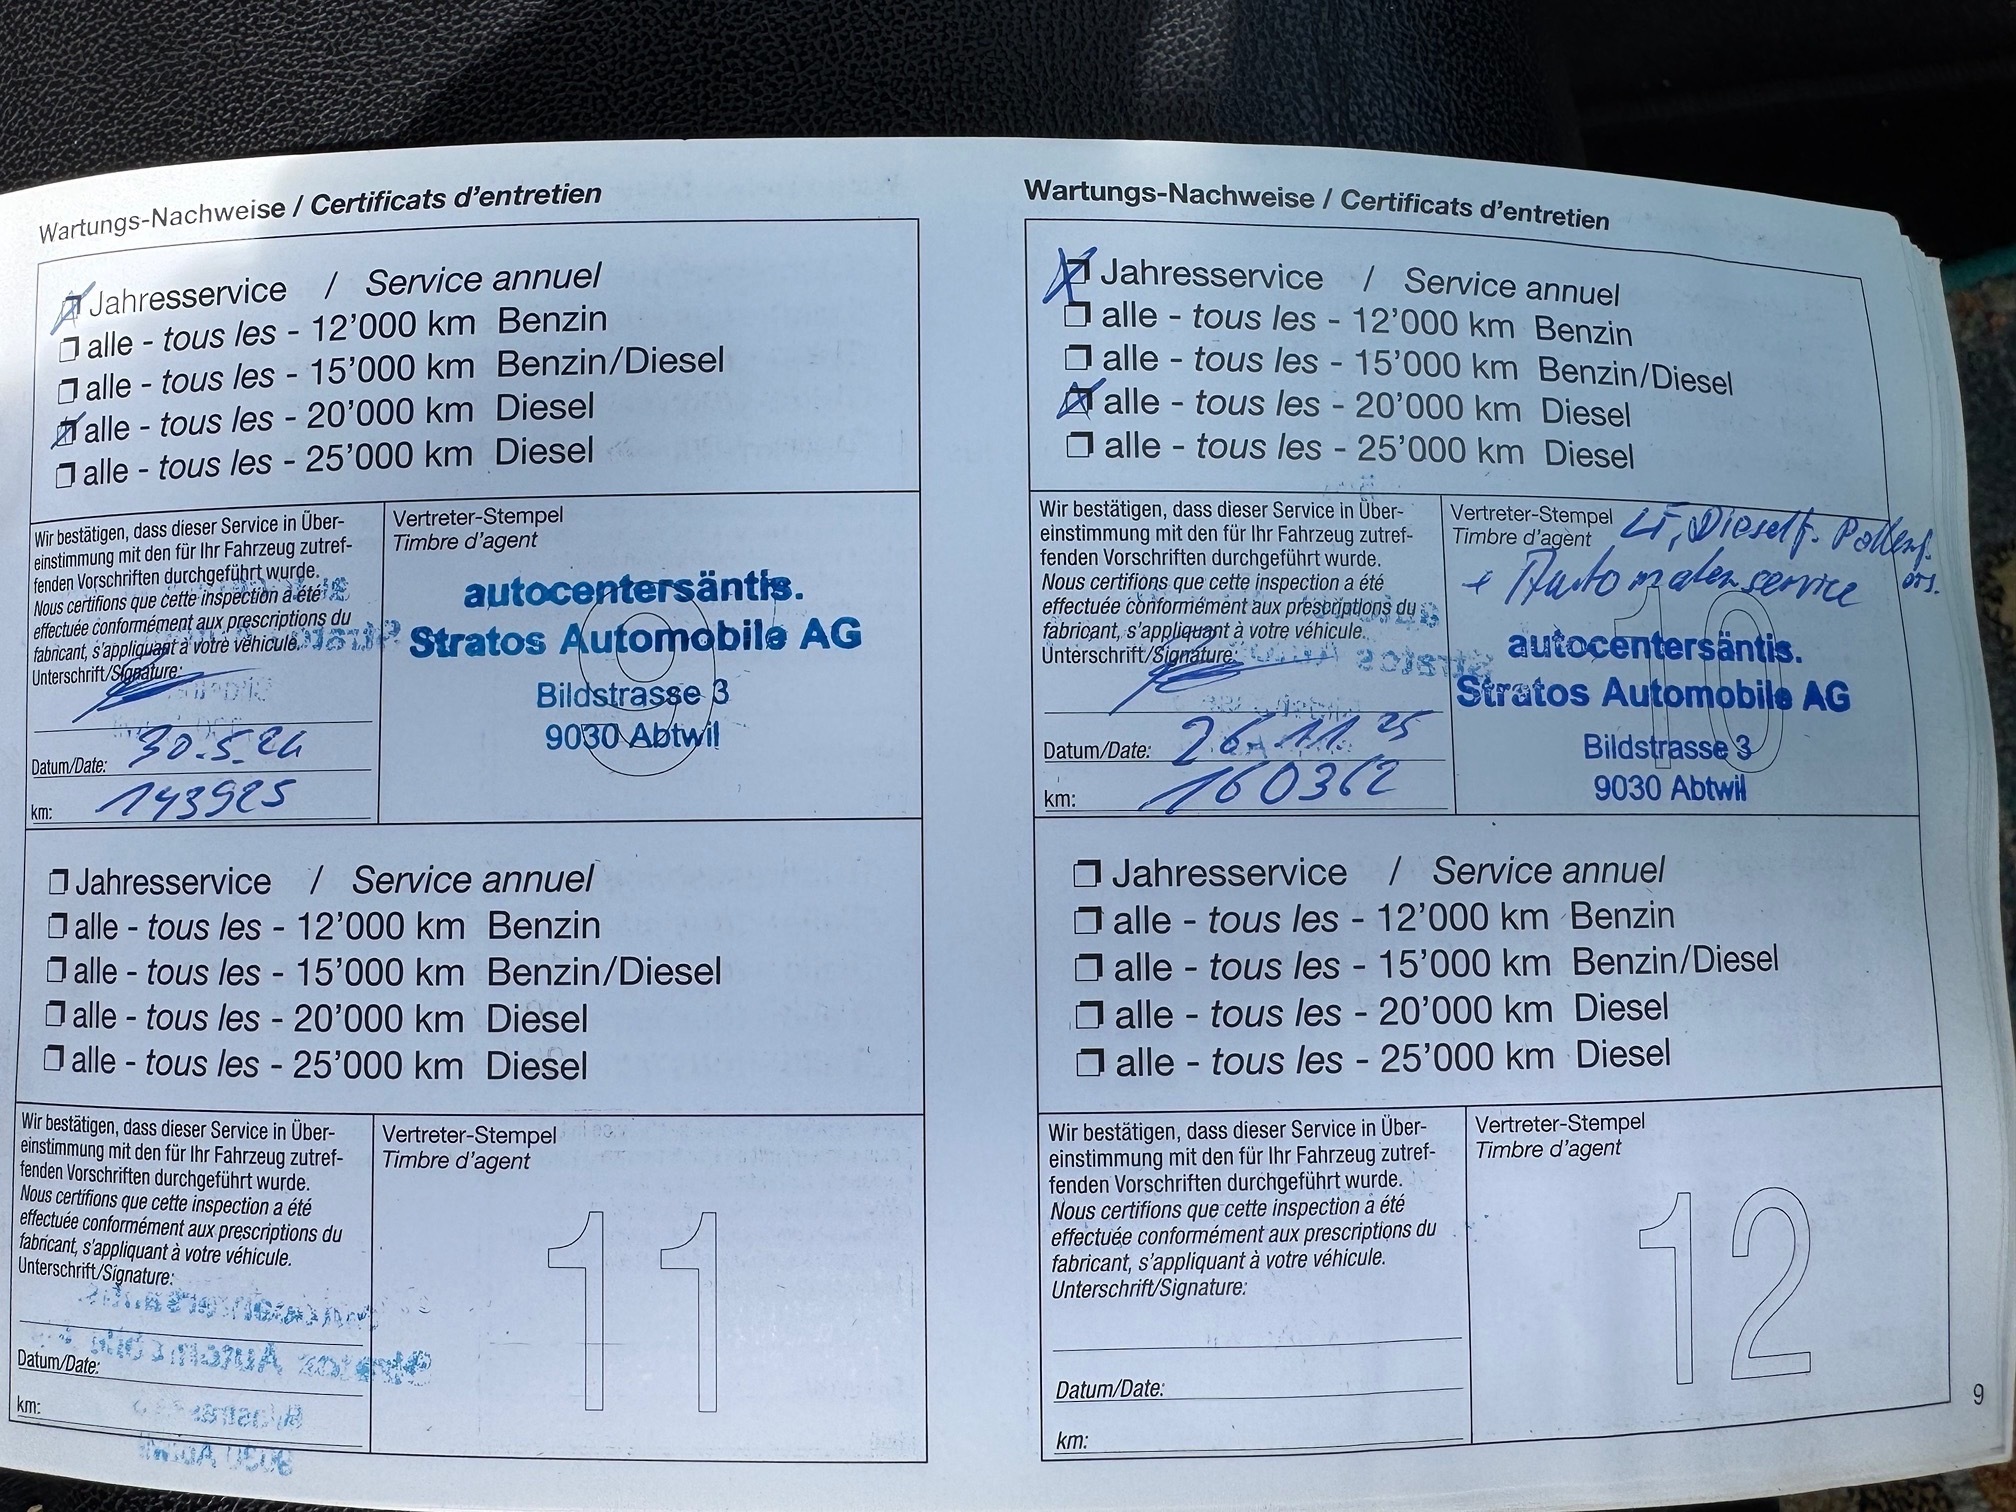 Wartungs-Nachweise / Certificats d'entretien
Jahresservice / Service annuel
alle - tous les - 12'000 km Benzin
alle - tous les - 15'000 km Benzin/Diesel
alle - tous les - 20'000 km Diesel
alle - tous les - 25'000 km Diesel
Wir bestätigen, dass dieser Service in Über-
einstimmung mit den für Ihr Fahrzeug zutref-
fenden Vorschriften durchgeführt wurde.
Nous certifions que cette inspection a été
effectuée conformément aux prescriptions du
fabricant, s'appliquant à votre véhicule.
Unterschrift/Signature:
Datum/Date: 30.5.24
km: 143925
Vertreter-Stempel
Timbre d'agent
9
autocentersäntis.
Stratos Automobile AG
Bildstrasse 3
9030 Abtwil
Jahresservice / Service annuel
alle - tous les - 12'000 km Benzin
alle - tous les - 15'000 km Benzin/Diesel
alle - tous les - 20'000 km Diesel
alle - tous les - 25'000 km Diesel
Wir bestätigen, dass dieser Service in Über-
einstimmung mit den für Ihr Fahrzeug zutref-
fenden Vorschriften durchgeführt wurde.
Nous certifions que cette inspection a été
effectuée conformément aux prescriptions du
fabricant, s'appliquant à votre véhicule.
Unterschrift/Signature:
Datum/Date:
km:
Vertreter-Stempel
Timbre d'agent
11
Wartungs-Nachweise / Certificats d'entretien
Jahresservice / Service annuel
alle - tous les - 12'000 km Benzin
alle - tous les - 15'000 km Benzin/Diesel
alle - tous les - 20'000 km Diesel
alle - tous les - 25'000 km Diesel
Wir bestätigen, dass dieser Service in Über-
einstimmung mit den für Ihr Fahrzeug zutref-
fenden Vorschriften durchgeführt wurde.
Nous certifions que cette inspection a été
effectuée conformément aux prescriptions du
fabricant, s'appliquant à votre véhicule.
Unterschrift/Signature:
Datum/Date: 26.11.25
km: 160362
Vertreter-Stempel LF, Dieself. Pollenf.
Timbre d'agent ers.
+ Automatenservice
10
autocentersäntis.
Stratos Automobile AG
Bildstrasse 3
9030 Abtwil
Jahresservice / Service annuel
alle - tous les - 12'000 km Benzin
alle - tous les - 15'000 km Benzin/Diesel
alle - tous les - 20'000 km Diesel
alle - tous les - 25'000 km Diesel
Wir bestätigen, dass dieser Service in Über-
einstimmung mit den für Ihr Fahrzeug zutref-
fenden Vorschriften durchgeführt wurde.
Nous certifions que cette inspection a été
effectuée conformément aux prescriptions du
fabricant, s'appliquant à votre véhicule.
Unterschrift/Signature:
Datum/Date:
km:
Vertreter-Stempel
Timbre d'agent
12
9